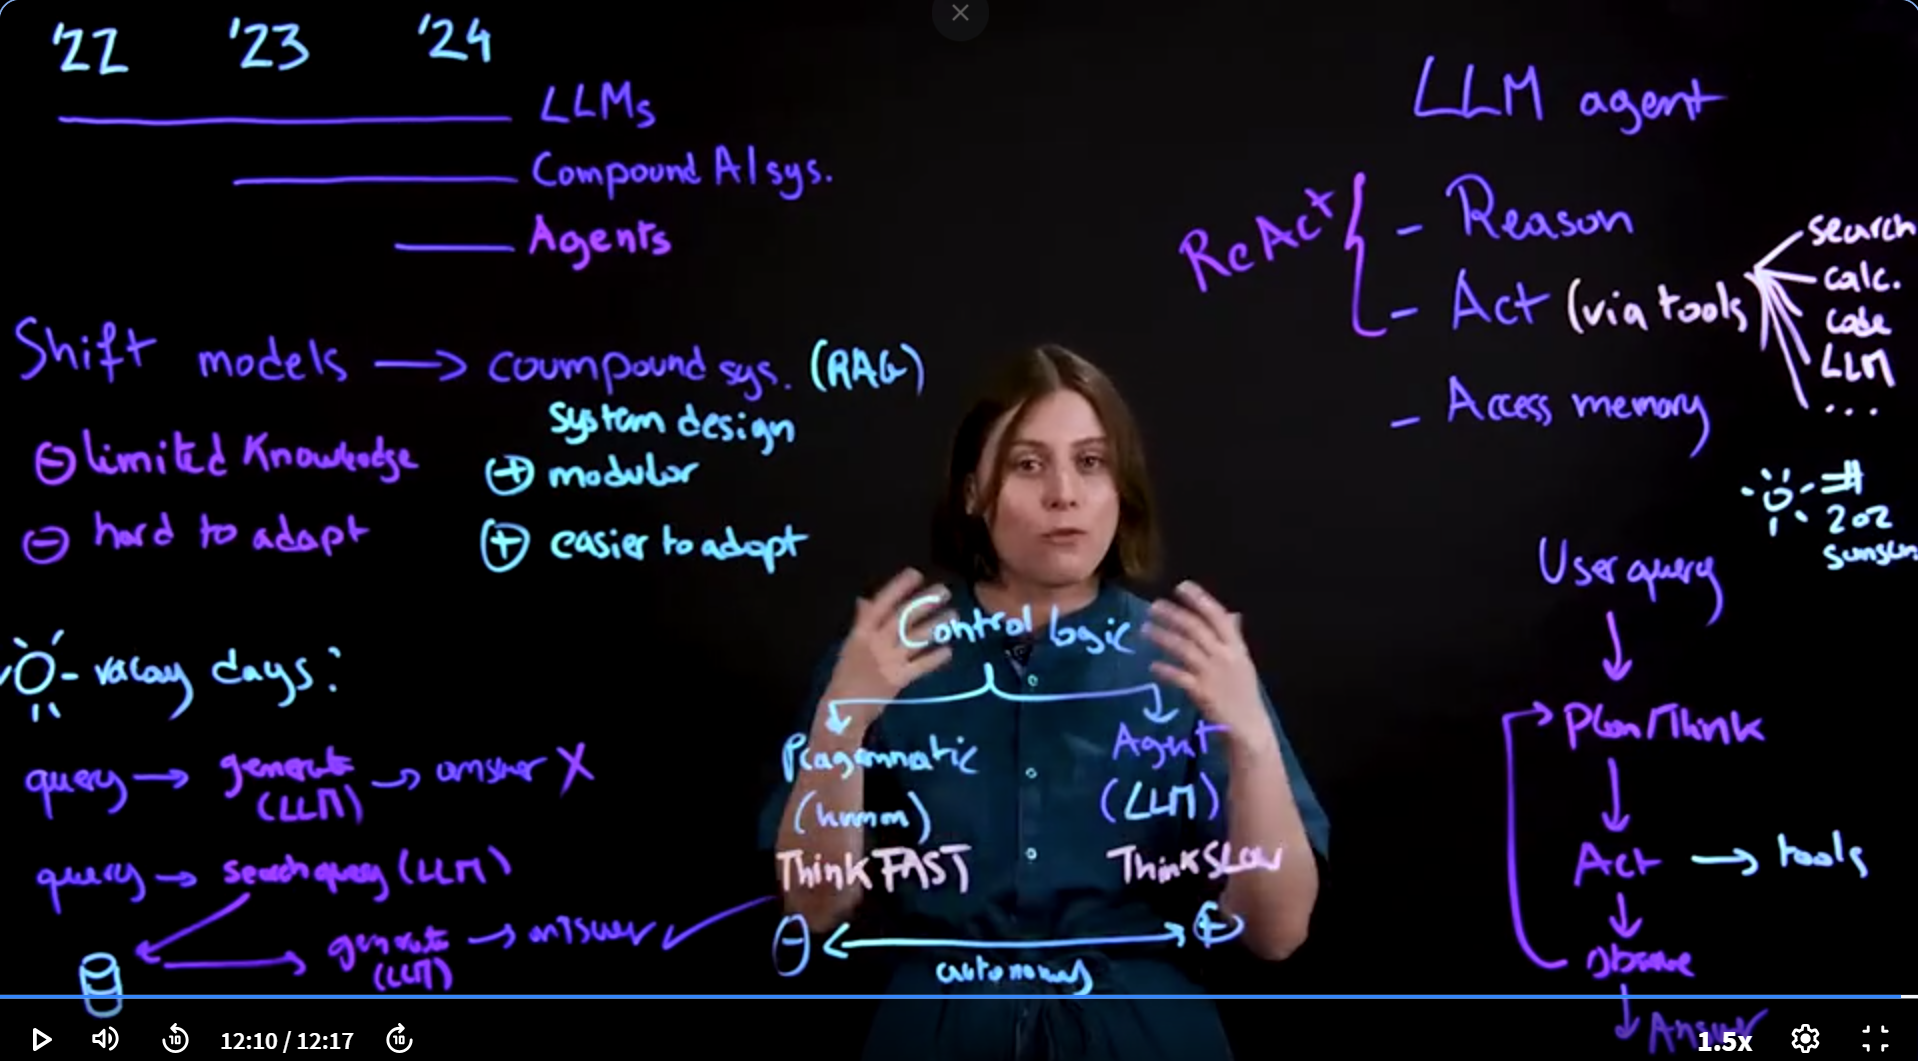 '22 '23 '24
LLMs
Compound AI sys.
Agents
Shift models → coumpound sys. (RAG)
system design
⊖ limited Knowledge
⊕ modular
⊖ hard to adapt
⊕ easier to adapt
vacay days:
query → generate (LLM) → answer X
query → search query (LLM)
generate (LLM) → answer ✓
Control logic
Programmatic
(human)
Think FAST
Agent
(LLM)
Think SLOW
⊖ ↔ ⊕
autonomy
LLM agent
ReAct
- Reason
- Act (via tools
search
calc.
code
LLM
...
- Access memory
#
2oz
User query
↓
Plan/Think
↓
Act → tools
↓
Observe
↓
Answer
10 12:10 / 12:17 10 1.5x